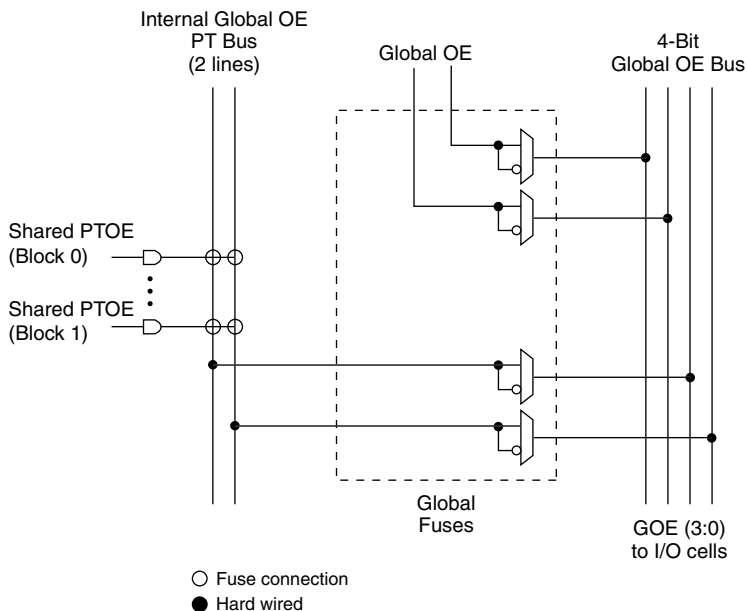 Internal Global OE
PT Bus
(2 lines)
Global OE
4-Bit
Global OE Bus
Shared PTOE
(Block 0)
Shared PTOE
(Block 1)
Global
Fuses
GOE (3:0)
to I/O cells
Fuse connection
Hard wired